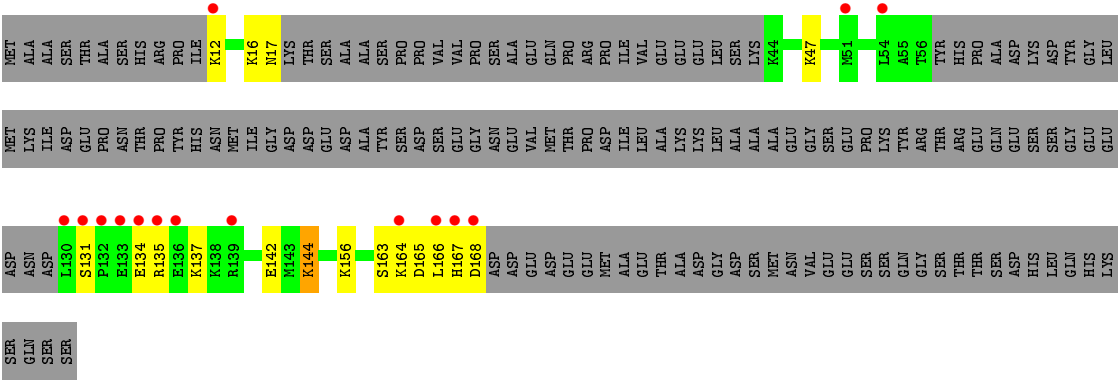 MET ALA ALA SER THR ALA SER HIS ARG PRO ILE K12 K16 N17 LYS THR SER ALA ALA SER PRO PRO VAL VAL PRO SER ALA GLU GLN PRO ARG PRO ILE VAL GLU GLU GLU LEU SER LYS K44 K47 M51 L54 A55 T56 TYR HIS PRO ALA ASP LYS ASP TYR GLY LEU
MET LYS ILE ASP GLU PRO ASN THR PRO TYR HIS ASN MET ILE GLY ASP ASP GLU ASP ALA TYR SER ASP SER GLU GLY ASN GLU VAL MET THR PRO ASP ILE LEU ALA LYS LYS LEU ALA ALA ALA GLU GLY SER GLU PRO LYS TYR ARG THR ARG GLU GLN GLU SER SER GLY GLU GLU
ASP ASN ASP L130 S131 P132 E133 E134 R135 E136 K137 K138 R139 E142 M143 K144 K156 S163 K164 D165 L166 H167 D168 ASP ASP GLU ASP GLU GLU MET ALA GLU THR ALA ASP GLY ASP SER MET ASN VAL GLU GLU SER SER GLN GLY SER THR THR SER ASP HIS LEU GLN HIS LYS
SER GLN SER SER